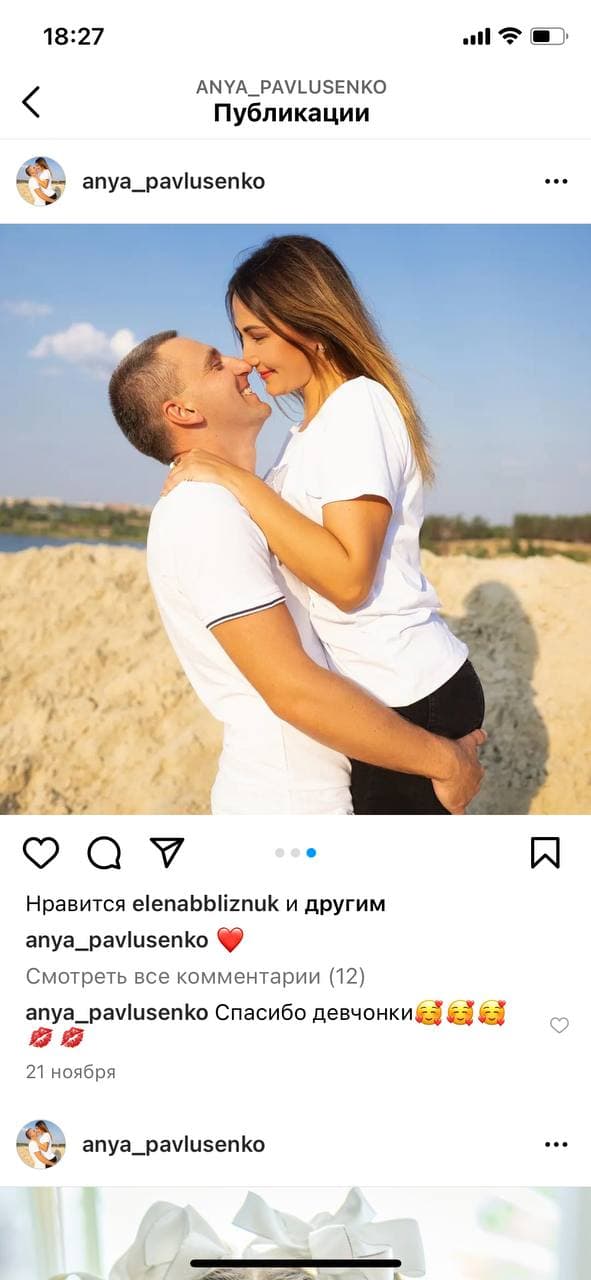 18:27
ANYA_PAVLUSENKO
Публикации
anya_pavlusenko
Нравится elenabbliznuk и другим
anya_pavlusenko ❤️
Смотреть все комментарии (12)
anya_pavlusenko Спасибо девчонки🥰🥰🥰
💋💋
21 ноября
anya_pavlusenko